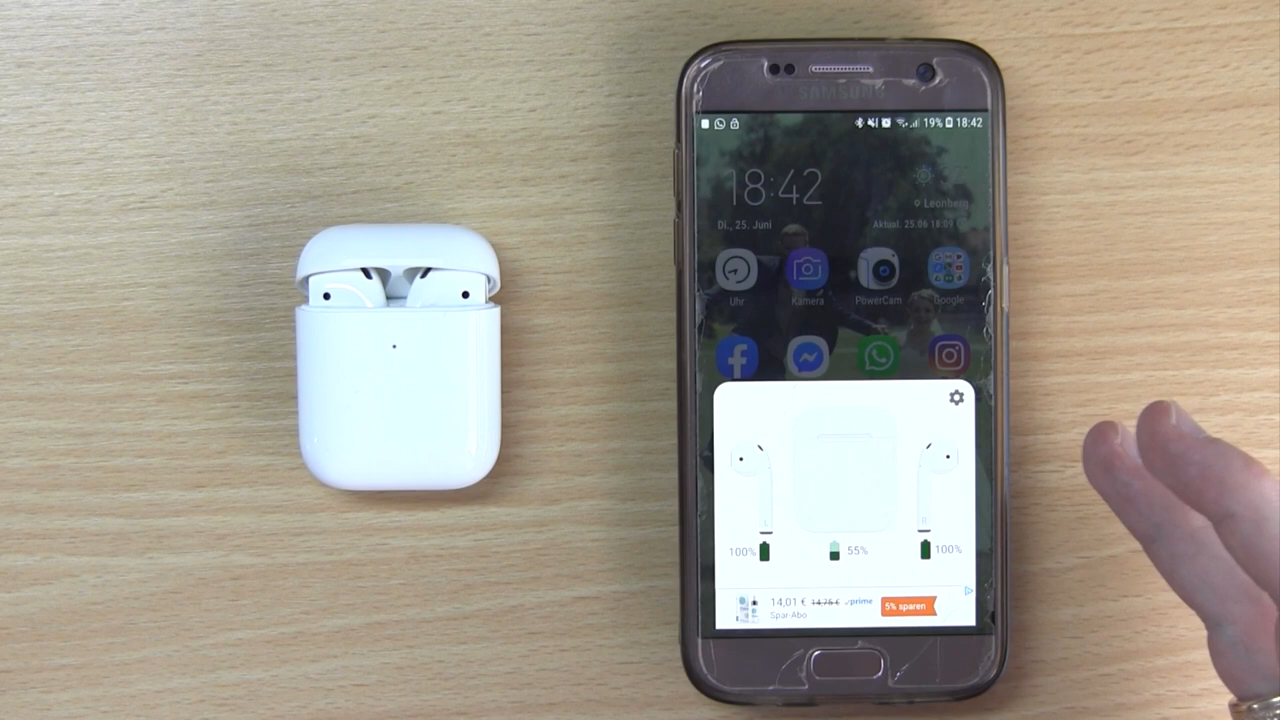 SAMSUNG
19% 18:42
18:42
Leonberg
Di., 25. Juni
Aktual. 25.06 18:09
Uhr Kamera PowerCam Google
L R
100% 55% 100%
14,01 € 14,75 € prime
Spar-Abo
5% sparen